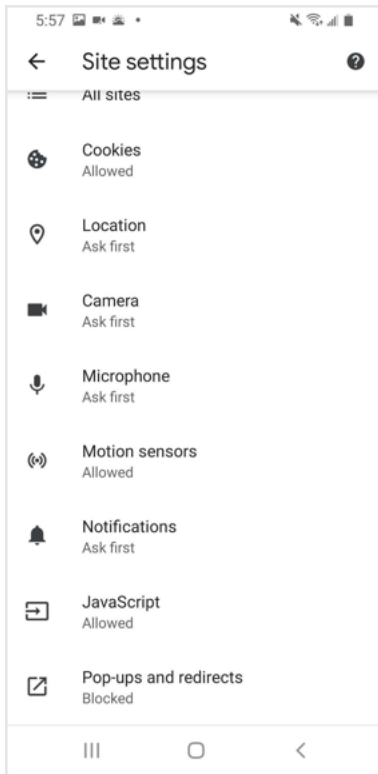 5:57
Site settings
All sites
Cookies
Allowed
Location
Ask first
Camera
Ask first
Microphone
Ask first
Motion sensors
Allowed
Notifications
Ask first
JavaScript
Allowed
Pop-ups and redirects
Blocked